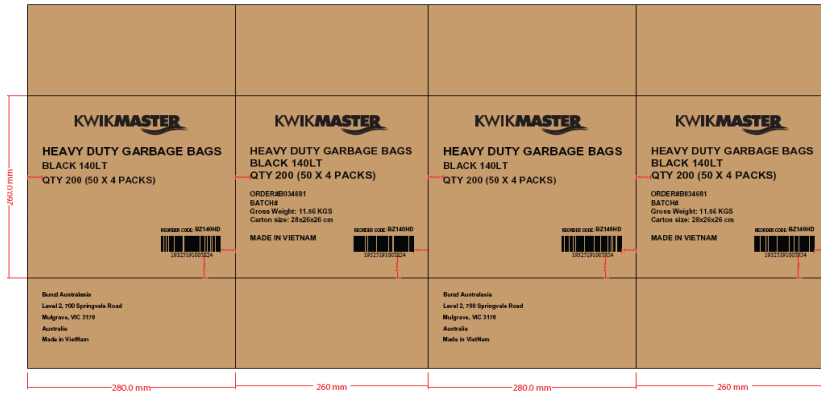 KWIKMASTER
HEAVY DUTY GARBAGE BAGS
BLACK 140LT
QTY 200 (50 X 4 PACKS)
REORDER CODE: BZ140HD
Bunzl Australasia
Level 2, 700 Springvale Road
Mulgrave, VIC 3170
Australia
Made in VietNam
KWIKMASTER
HEAVY DUTY GARBAGE BAGS
BLACK 140LT
QTY 200 (50 X 4 PACKS)
ORDER#B034681
BATCH#
Gross Weight: 11.56 KGS
Carton size: 28x26x26 cm
REORDER CODE: BZ140HD
MADE IN VIETNAM
KWIKMASTER
HEAVY DUTY GARBAGE BAGS
BLACK 140LT
QTY 200 (50 X 4 PACKS)
REORDER CODE: BZ140HD
Bunzl Australasia
Level 2, 700 Springvale Road
Mulgrave, VIC 3170
Australia
Made in VietNam
KWIKMASTER
HEAVY DUTY GARBAGE BAGS
BLACK 140LT
QTY 200 (50 X 4 PACKS)
ORDER#B034681
BATCH#
Gross Weight: 11.56 KGS
Carton size: 28x26x26 cm
REORDER CODE: BZ140HD
MADE IN VIETNAM
260.0 mm
280.0 mm
260 mm
280.0 mm
260 mm